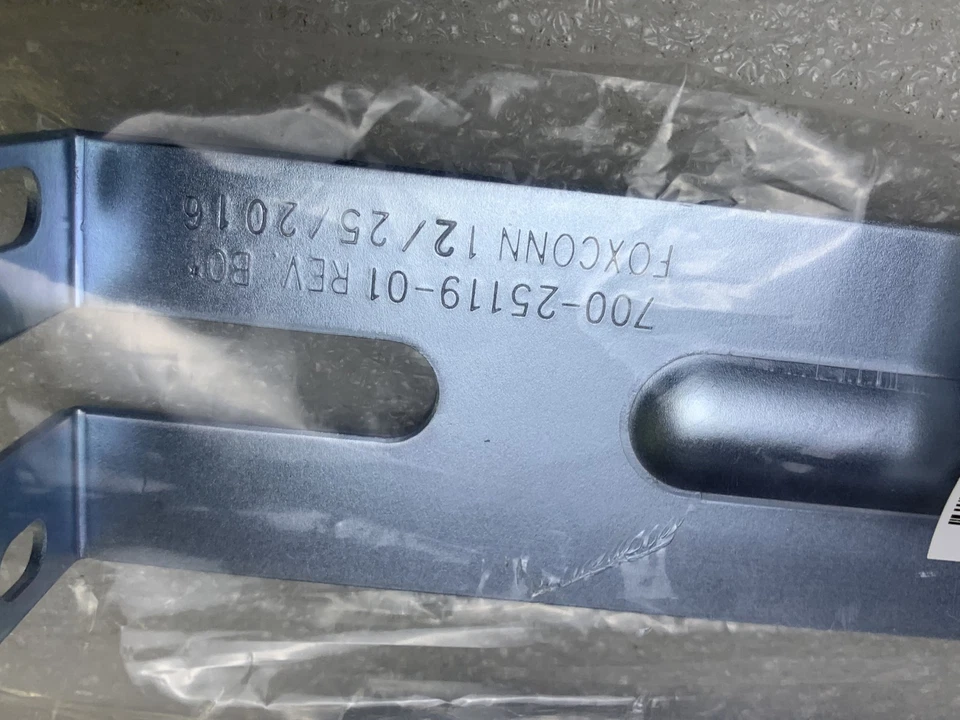 700-25119-01 REV. B0*
FOXCONN 12/25/2016